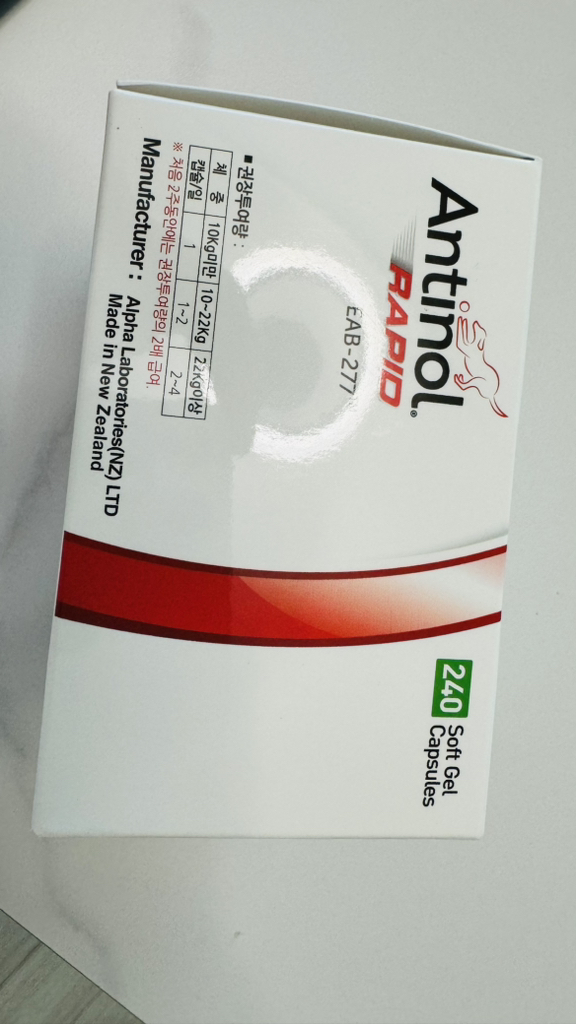 Antinol®
RAPID
EAB-277
■ 권장투여량 :
체 중 10Kg미만 10~22Kg 22Kg이상
캡슐/일 1 1~2 2~4
※ 처음 2주동안에는 권장투여량의 2배 급여.
Manufacturer : Alpha Laboratories(NZ) LTD
Made in New Zealand
240 Soft Gel
Capsules